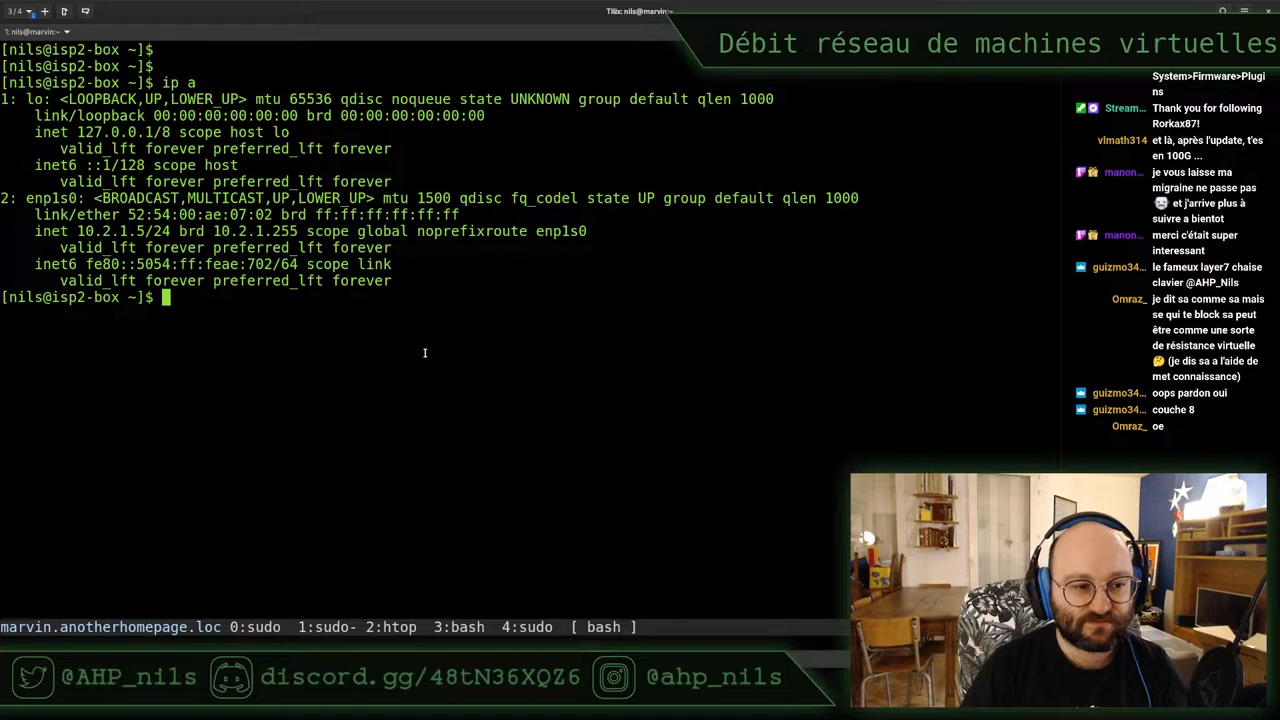 3/4
Tilix: nils@marvin:~
1: nils@marvin:~
Débit réseau de machines virtuelles
[nils@isp2-box ~]$
[nils@isp2-box ~]$
[nils@isp2-box ~]$ ip a
1: lo: <LOOPBACK,UP,LOWER_UP> mtu 65536 qdisc noqueue state UNKNOWN group default qlen 1000
link/loopback 00:00:00:00:00:00 brd 00:00:00:00:00:00
inet 127.0.0.1/8 scope host lo
valid_lft forever preferred_lft forever
inet6 ::1/128 scope host
valid_lft forever preferred_lft forever
2: enp1s0: <BROADCAST,MULTICAST,UP,LOWER_UP> mtu 1500 qdisc fq_codel state UP group default qlen 1000
link/ether 52:54:00:ae:07:02 brd ff:ff:ff:ff:ff:ff
inet 10.2.1.5/24 brd 10.2.1.255 scope global noprefixroute enp1s0
valid_lft forever preferred_lft forever
inet6 fe80::5054:ff:feae:702/64 scope link
valid_lft forever preferred_lft forever
[nils@isp2-box ~]$
System>Firmware>Plugi
ns
Stream... Thank you for following
Rorkax87!
vlmath314 et là, après l'update, t'es
en 100G ...
manon... je vous laisse ma
migraine ne passe pas
et j'arrive plus à
suivre a bientot
manon... merci c'était super
interessant
guizmo34... le fameux layer7 chaise
clavier @AHP_Nils
Omraz_ je dit sa comme sa mais
se qui te block sa peut
être comme une sorte
de résistance virtuelle
🤔 (je dis sa a l'aide de
met connaissance)
guizmo34... oops pardon oui
guizmo34... couche 8
Omraz_ oe
marvin.anotherhomepage.loc 0:sudo 1:sudo- 2:htop 3:bash 4:sudo [ bash ]
@AHP_nils discord.gg/48tN36XQZ6 @ahp_nils